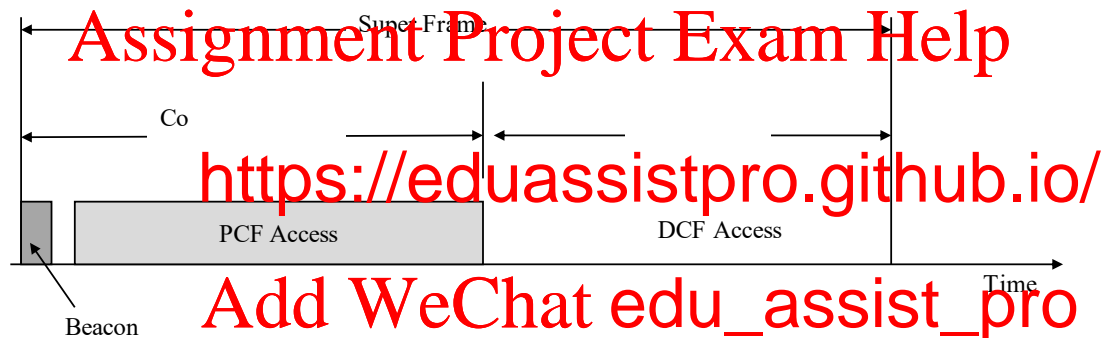 Super Frame
Assignment Project Exam Help
Co
https://eduassistpro.github.io/
PCF Access
DCF Access
Time
Add WeChat edu_assist_pro
Beacon